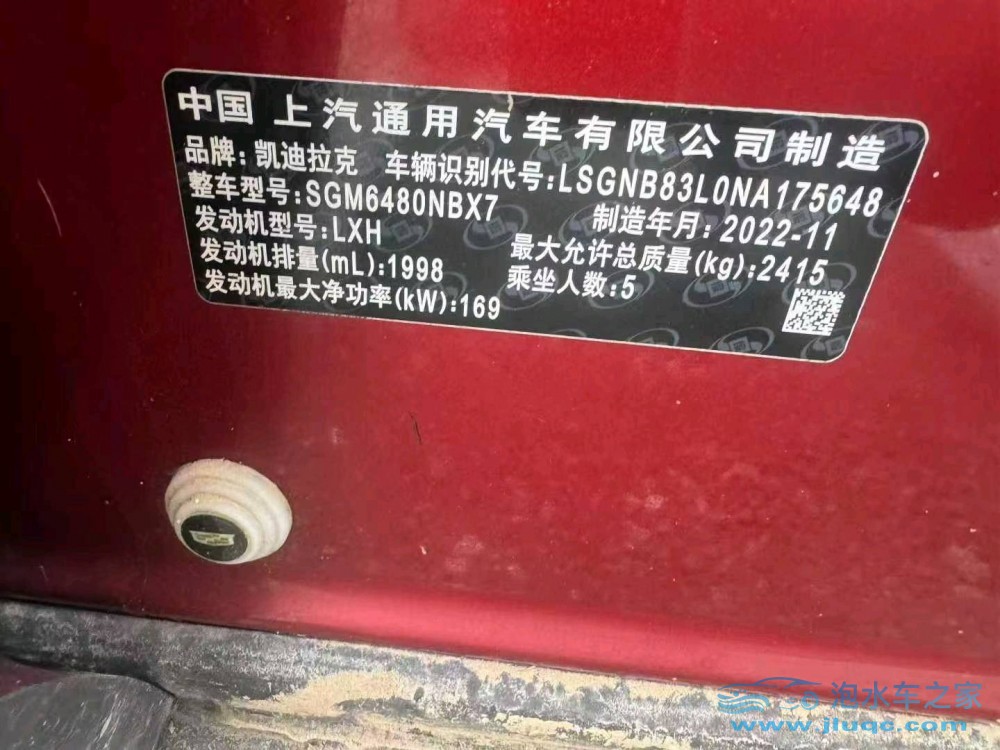 中国 上汽通用汽车有限公司制造
品牌:凯迪拉克 车辆识别代号:LSGNB83L0NA175648
整车型号:SGM6480NBX7 制造年月:2022-11
发动机型号:LXH 最大允许总质量(kg):2415
发动机排量(mL):1998 乘坐人数:5
发动机最大净功率(kW):169
泡水车之家
www.jluqc.com